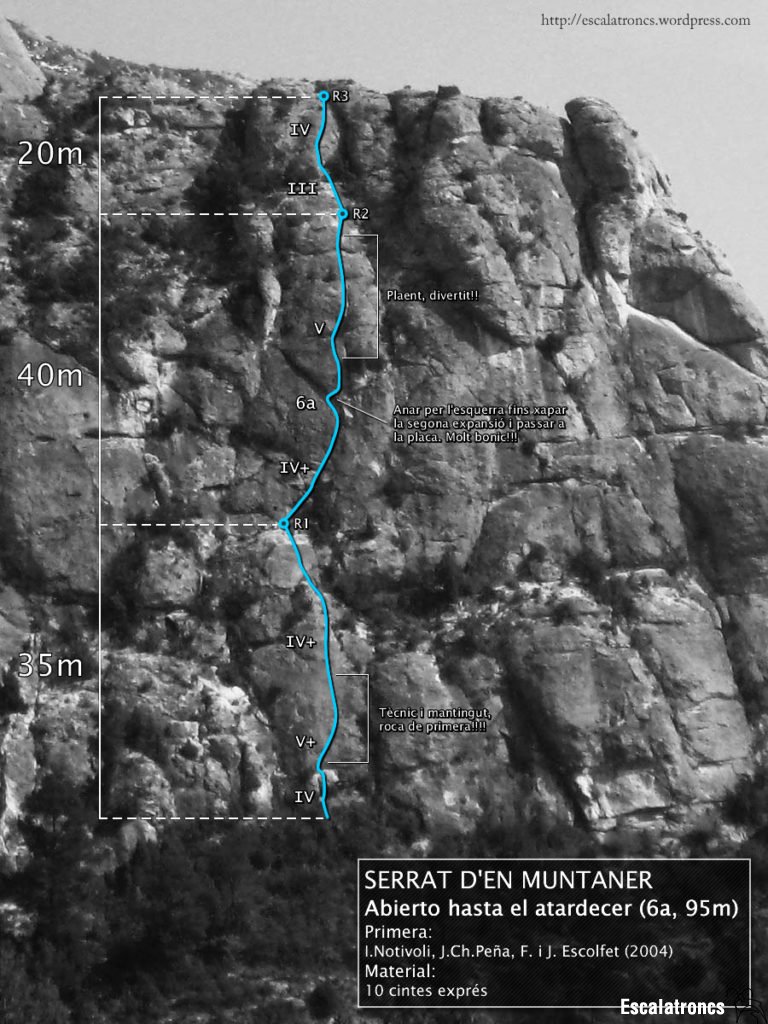 http://escalatroncs.wordpress.com
R3
IV
20m
III
R2
Plaent, divertit!!
V
40m
6a
Anar per l'esquerra fins xapar
la segona expansió i passar a
la placa. Molt bonic!!!
IV+
R1
IV+
35m
Tècnic i mantingut,
roca de primera!!!!
V+
IV
SERRAT D'EN MUNTANER
Abierto hasta el atardecer (6a, 95m)
Primera:
I.Notivoli, J.Ch.Peña, F. i J. Escolfet (2004)
Material:
10 cintes exprés
Escalatroncs